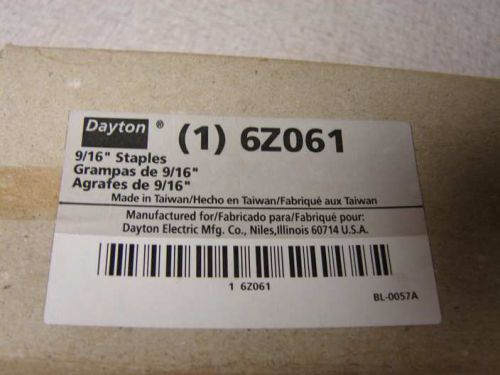 Dayton ® (1) 6Z061
9/16" Staples
Grampas de 9/16"
Agrafes de 9/16"
Made in Taiwan/Hecho en Taiwan/Fabriqué aux Taiwan
Manufactured for/Fabricado para/Fabriqué pour:
Dayton Electric Mfg. Co., Niles,Illinois 60714 U.S.A.
1 6Z061
BL-0057A